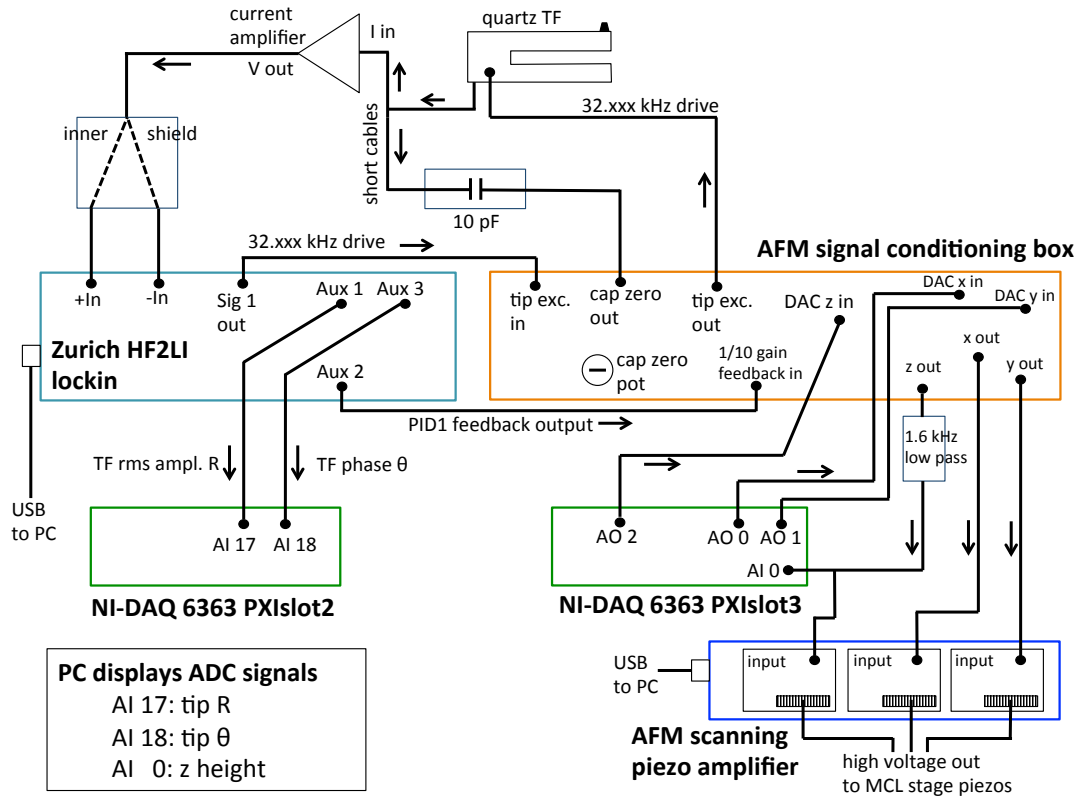 current
amplifier
V out
I in
quartz TF
32.xxx kHz drive
inner
shield
short cables
10 pF
32.xxx kHz drive
AFM signal conditioning box
+In
-In
Sig 1
out
Aux 1
Aux 3
Aux 2
Zurich HF2LI
lockin
tip exc.
in
cap zero
out
tip exc.
out
DAC z in
DAC x in
DAC y in
x out
y out
z out
cap zero
pot
1/10 gain
feedback in
PID1 feedback output
1.6 kHz
low pass
TF rms ampl. R
TF phase θ
USB
to PC
AI 17
AI 18
NI-DAQ 6363 PXIslot2
AO 2
AO 0
AO 1
AI 0
NI-DAQ 6363 PXIslot3
PC displays ADC signals
AI 17: tip R
AI 18: tip θ
AI 0: z height
USB
to PC
input
input
input
AFM scanning
piezo amplifier
high voltage out
to MCL stage piezos